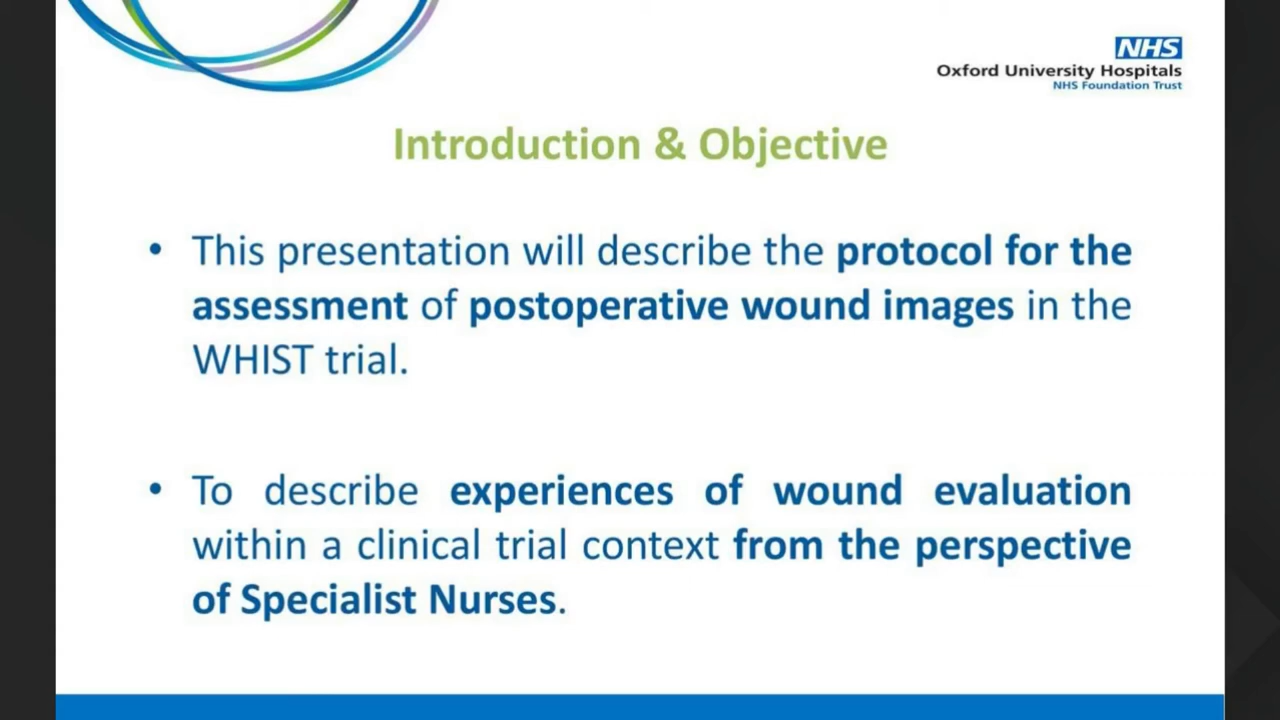 NHS
Oxford University Hospitals
NHS Foundation Trust
Introduction & Objective
• This presentation will describe the protocol for the
assessment of postoperative wound images in the
WHIST trial.
• To describe experiences of wound evaluation
within a clinical trial context from the perspective
of Specialist Nurses.